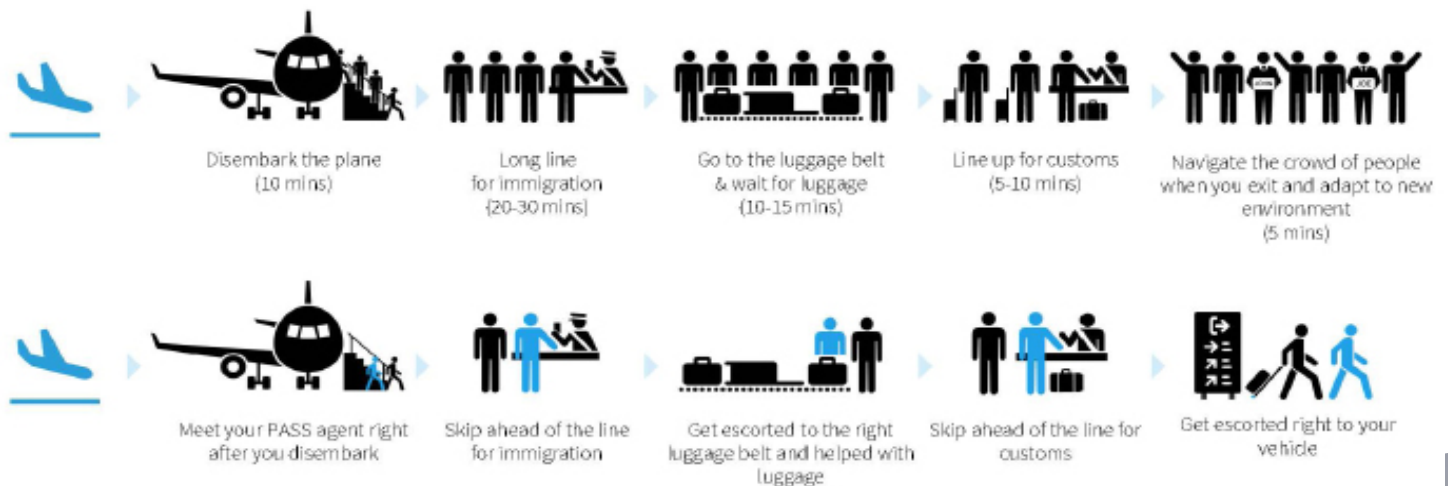 Disembark the plane
(10 mins)
Long line
for immigration
(20-30 mins)
Go to the luggage belt
& wait for luggage
(10-15 mins)
Line up for customs
(5-10 mins)
JOHN
JOE
Navigate the crowd of people
when you exit and adapt to new
environment
(5 mins)
Meet your PASS agent right
after you disembark
Skip ahead of the line
for immigration
Get escorted to the right
luggage belt and helped with
luggage
Skip ahead of the line for
customs
Get escorted right to your
vehicle